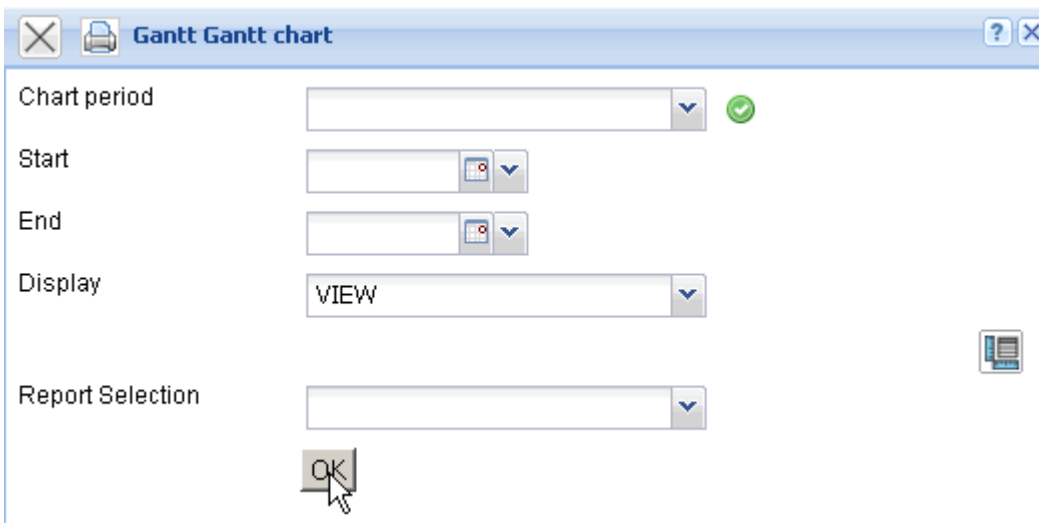 Gantt Gantt chart
?
Chart period
Start
End
Display
VIEW
Report Selection
OK